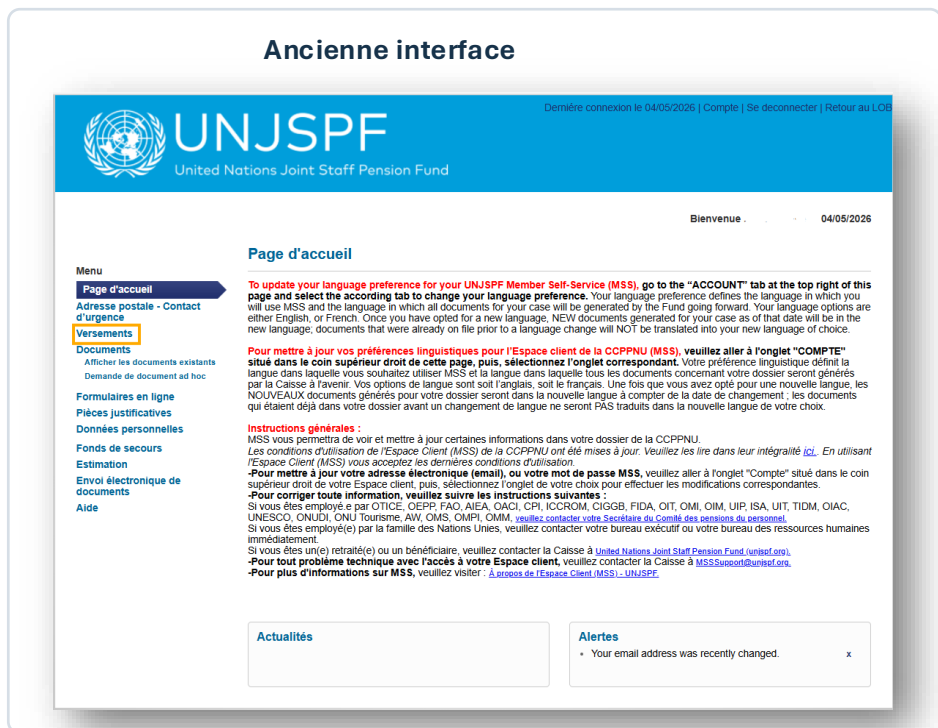 Ancienne interface
Dernière connexion le 04/05/2026 | Compte | Se deconnecter | Retour au LOB
UNJSPF
United Nations Joint Staff Pension Fund
Bienvenue . 04/05/2026
Menu
Page d'accueil
Adresse postale - Contact
d'urgence
Versements
Documents
Afficher les documents existants
Demande de document ad hoc
Formulaires en ligne
Pièces justificatives
Données personnelles
Fonds de secours
Estimation
Envoi électronique de
documents
Aide
Page d'accueil
To update your language preference for your UNJSPF Member Self-Service (MSS), go to the “ACCOUNT” tab at the top right of this
page and select the according tab to change your language preference. Your language preference defines the language in which you
will use MSS and the language in which all documents for your case will be generated by the Fund going forward. Your language options are
either English, or French. Once you have opted for a new languguage, NEW documents generated for your case as of that date will be in the
new language; documents that were already on file prior to a language change will NOT be translated into your new language of choice.
Pour mettre à jour vos préférences linguistiques pour l'Espace client de la CCPPNU (MSS), veuillez aller à l'onglet "COMPTE"
situé dans le coin supérieur droit de cette page, puis, sélectionnez l'onglet correspondant. Votre préférence linguistique définit la
langue dans laquelle vous souhaitez utiliser MSS et la langue dans laquelle tous les documents concernant votre dossier seront générés
par la Caisse à l'avenir. Vos options de langue sont soit l'anglais, soit le français. Une fois que vous avez opté pour une nouvelle langue, les
NOUVEAUX documents générés pour votre dossier seront dans la nouvelle langue à compter de la date de changement ; les documents
qui étaient déjà dans votre dossier avant un changement de langue ne seront PAS traduits dans la nouvelle langue de votre choix.
Instructions générales :
MSS vous permettra de voir et mettre à jour certaines informations dans votre dossier de la CCPPNU.
Les conditions d'utilisation de l'Espace Client (MSS) de la CCPPNU ont été mises à jour. Veuillez les lire dans leur intégralité ici.. En utilisant
l'Espace Client (MSS) vous acceptez les dernières conditions d'utilisation.
-Pour mettre à jour votre adresse électronique (email), ou votre mot de passe MSS, veuillez aller à l'onglet "Compte" situé dans le coin
supérieur droit de votre Espace client, puis, sélectionnez l'onglet de votre choix pour effectuer les modifications correspondantes.
-Pour corriger toute information, veuillez suivre les instructions suivantes :
Si vous êtes employé.e par OTICE, OEPP, FAO, AIEA, OACI, CPI, ICCROM, CIGGB, FIDA, OIT, OMI, OIM, UIP, ISA, UIT, TIDM, OIAC,
UNESCO, ONUDI, ONU Tourisme, AW, OMS, OMPI, OMM, veuillez contacter votre Secrétaire du Comité des pensions du personnel.
Si vous êtes employé(e) par la famille des Nations Unies, veuillez contacter votre bureau exécutif ou votre bureau des ressources humaines
immédiatement.
Si vous êtes un(e) retraité(e) ou un bénéficiaire, veuillez contacter la Caisse à United Nations Joint Staff Pension Fund (unjspf.org).
-Pour tout problème technique avec l'accès à votre Espace client, veuillez contacter la Caisse à MSSSupport@unjspf.org.
-Pour plus d'informations sur MSS, veuillez visiter : À propos de l'Espace Client (MSS) - UNJSPF.
Actualités
Alertes
• Your email address was recently changed. x